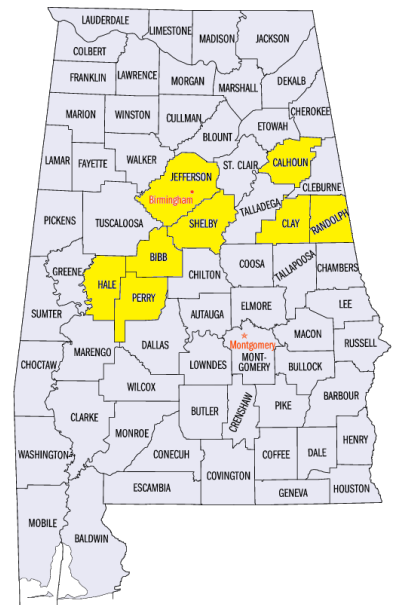 LAUDERDALE
LIMESTONE
MADISON
JACKSON
COLBERT
FRANKLIN
LAWRENCE
MORGAN
MARSHALL
DEKALB
MARION
WINSTON
CULLMAN
CHEROKEE
ETOWAH
BLOUNT
LAMAR
FAYETTE
WALKER
ST. CLAIR
CALHOUN
JEFFERSON
CLEBURNE
Birmingham
TALLADEGA
PICKENS
TUSCALOOSA
SHELBY
CLAY
RANDOLPH
BIBB
GREENE
HALE
CHILTON
COOSA
TALLAPOOSA
CHAMBERS
PERRY
SUMTER
AUTAUGA
ELMORE
LEE
MACON
RUSSELL
Montgomery
MONT-
GOMERY
MARENGO
DALLAS
LOWNDES
BULLOCK
CHOCTAW
WILCOX
BARBOUR
CLARKE
BUTLER
CRENSHAW
PIKE
MONROE
HENRY
WASHINGTON
CONECUH
COFFEE
DALE
COVINGTON
ESCAMBIA
GENEVA
HOUSTON
MOBILE
BALDWIN